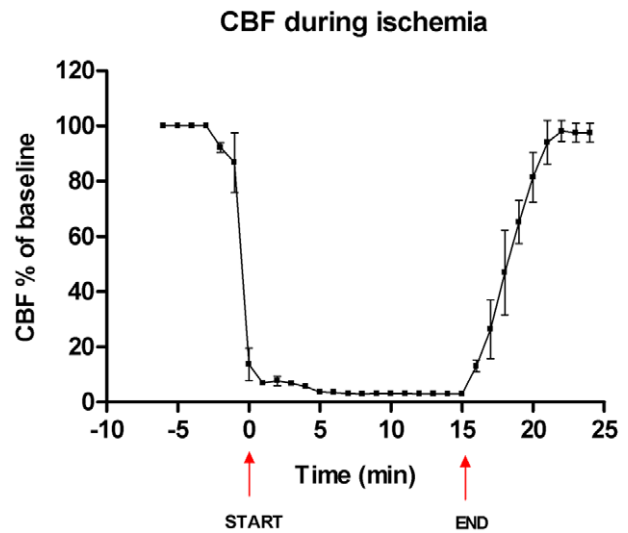 CBF during ischemia
CBF % of baseline
120
100
80
60
40
20
0
-10 -5 0 5 10 15 20 25
Time (min)
START END